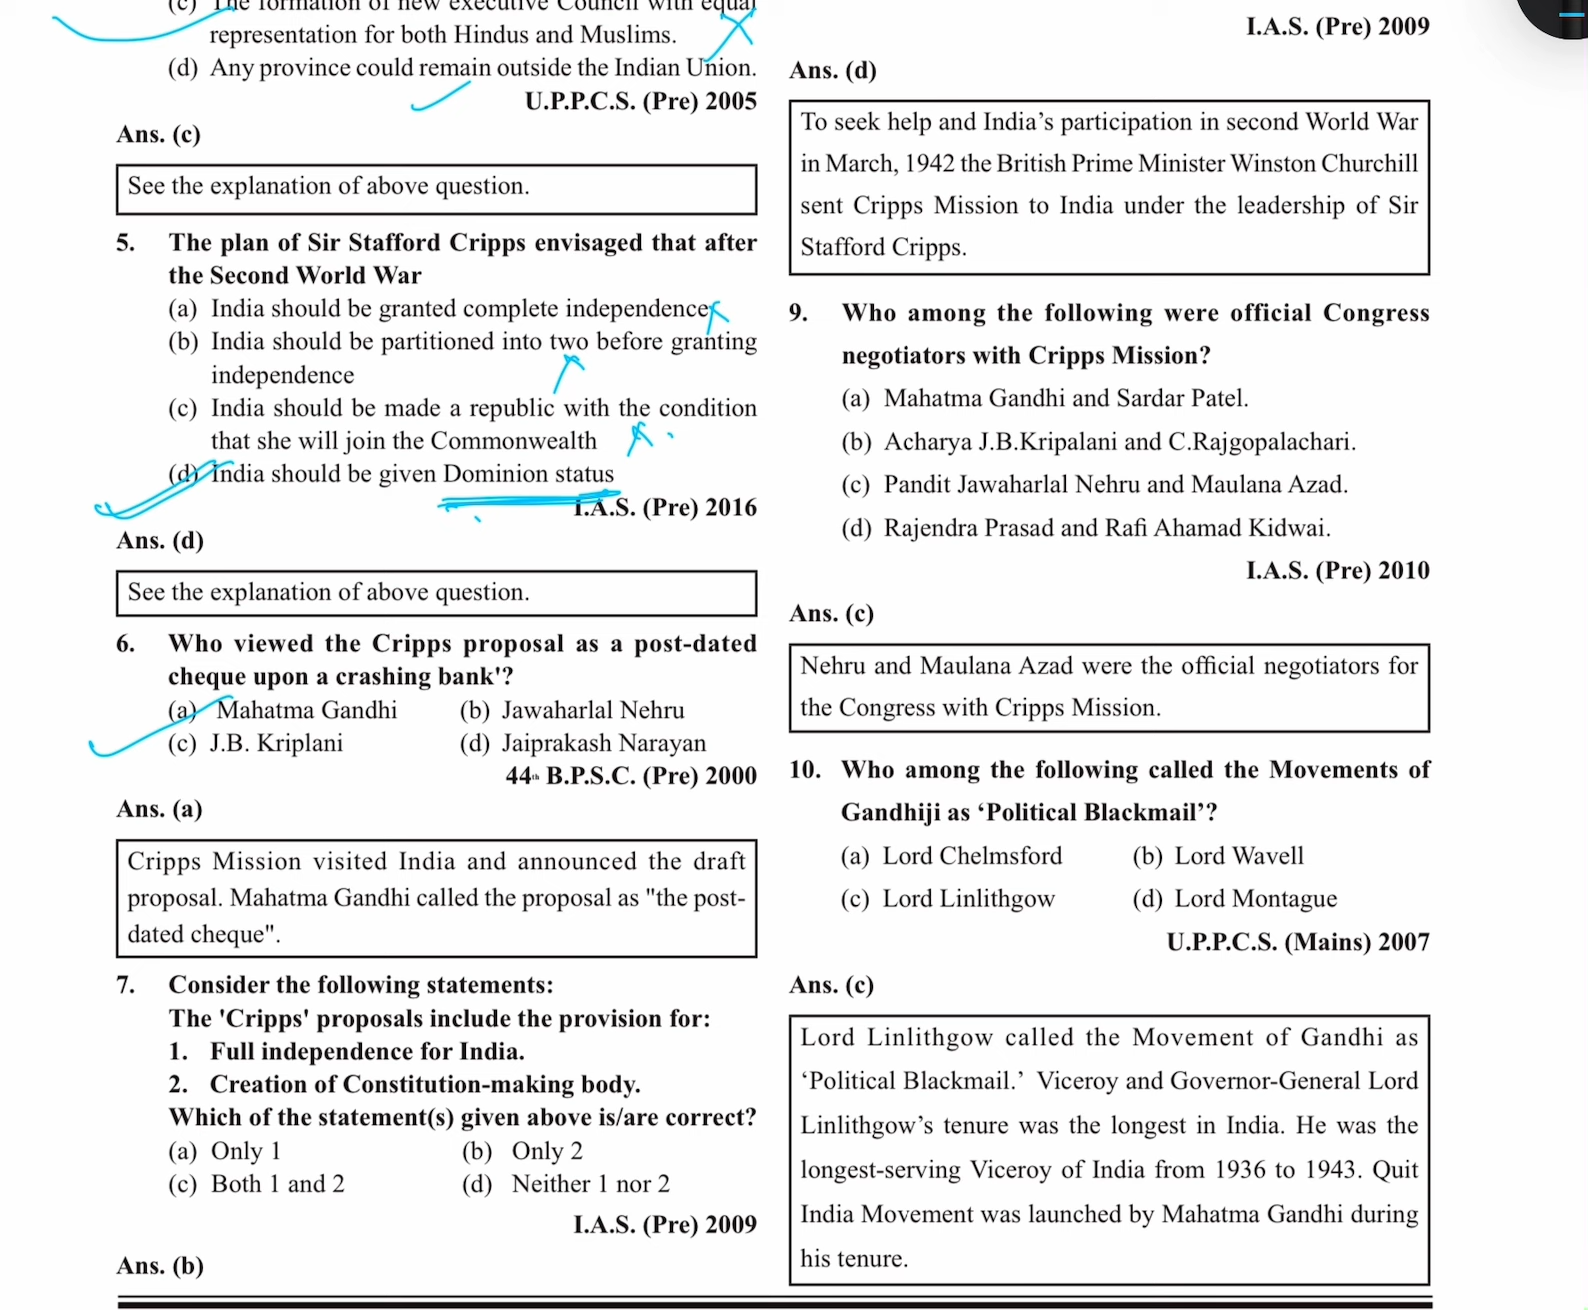 (c) The formation of new executive Council with equal
representation for both Hindus and Muslims.
(d) Any province could remain outside the Indian Union.
U.P.P.C.S. (Pre) 2005
Ans. (c)
See the explanation of above question.
5. The plan of Sir Stafford Cripps envisaged that after
the Second World War
(a) India should be granted complete independence
(b) India should be partitioned into two before granting
independence
(c) India should be made a republic with the condition
that she will join the Commonwealth
(d) India should be given Dominion status
I.A.S. (Pre) 2016
Ans. (d)
See the explanation of above question.
6. Who viewed the Cripps proposal as a post-dated
cheque upon a crashing bank'?
(a) Mahatma Gandhi (b) Jawaharlal Nehru
(c) J.B. Kriplani (d) Jaiprakash Narayan
44th B.P.S.C. (Pre) 2000
Ans. (a)
Cripps Mission visited India and announced the draft
proposal. Mahatma Gandhi called the proposal as "the post-
dated cheque".
7. Consider the following statements:
The 'Cripps' proposals include the provision for:
1. Full independence for India.
2. Creation of Constitution-making body.
Which of the statement(s) given above is/are correct?
(a) Only 1 (b) Only 2
(c) Both 1 and 2 (d) Neither 1 nor 2
I.A.S. (Pre) 2009
Ans. (b)
I.A.S. (Pre) 2009
Ans. (d)
To seek help and India’s participation in second World War
in March, 1942 the British Prime Minister Winston Churchill
sent Cripps Mission to India under the leadership of Sir
Stafford Cripps.
9. Who among the following were official Congress
negotiators with Cripps Mission?
(a) Mahatma Gandhi and Sardar Patel.
(b) Acharya J.B.Kripalani and C.Rajgopalachari.
(c) Pandit Jawaharlal Nehru and Maulana Azad.
(d) Rajendra Prasad and Rafi Ahamad Kidwai.
I.A.S. (Pre) 2010
Ans. (c)
Nehru and Maulana Azad were the official negotiators for
the Congress with Cripps Mission.
10. Who among the following called the Movements of
Gandhiji as ‘Political Blackmail’?
(a) Lord Chelmsford (b) Lord Wavell
(c) Lord Linlithgow (d) Lord Montague
U.P.P.C.S. (Mains) 2007
Ans. (c)
Lord Linlithgow called the Movement of Gandhi as
‘Political Blackmail.’ Viceroy and Governor-General Lord
Linlithgow’s tenure was the longest in India. He was the
longest-serving Viceroy of India from 1936 to 1943. Quit
India Movement was launched by Mahatma Gandhi during
his tenure.